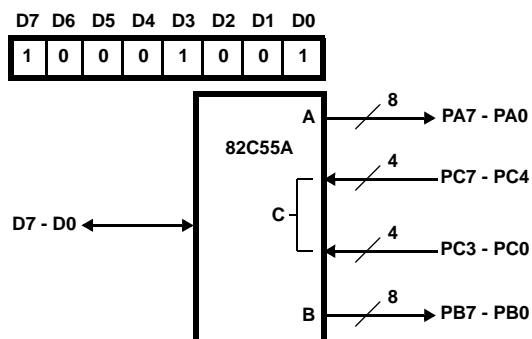 D7 D6 D5 D4 D3 D2 D1 D0
1 0 0 0 1 0 0 1
A 8 PA7 - PA0
82C55A
4 PC7 - PC4
C
D7 - D0
4 PC3 - PC0
B 8 PB7 - PB0